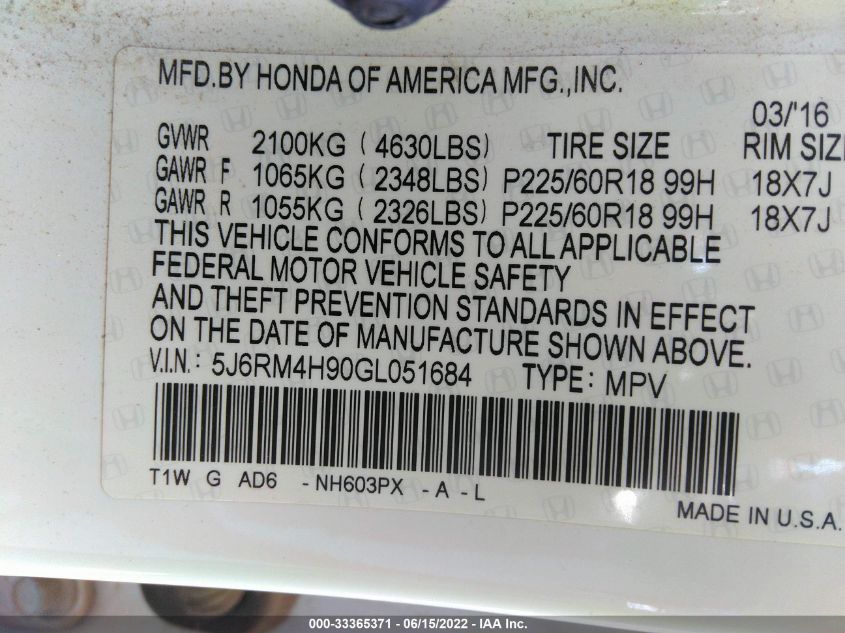 MFD.BY HONDA OF AMERICA MFG.,INC.
03/'16
GVWR 2100KG ( 4630LBS) TIRE SIZE RIM SIZE
GAWR F 1065KG ( 2348LBS) P225/60R18 99H 18X7J
GAWR R 1055KG ( 2326LBS) P225/60R18 99H 18X7J
THIS VEHICLE CONFORMS TO ALL APPLICABLE
FEDERAL MOTOR VEHICLE SAFETY
AND THEFT PREVENTION STANDARDS IN EFFECT
ON THE DATE OF MANUFACTURE SHOWN ABOVE.
V.I.N.: 5J6RM4H90GL051684 TYPE: MPV
T1W G AD6 -NH603PX -A -L
MADE IN U.S.A.
000-33365371 - 06/15/2022 - IAA Inc.